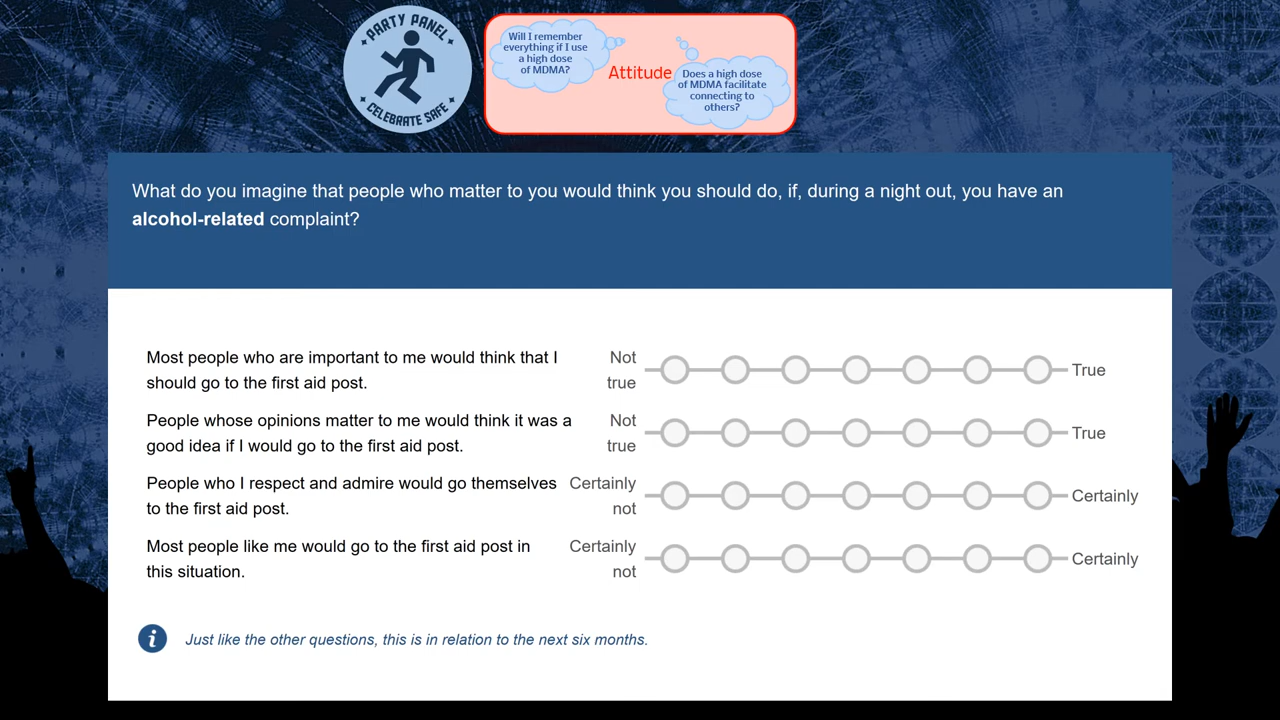 PARTY PANEL
CELEBRATE SAFE
Will I remember
everything if I use
a high dose
of MDMA?
Attitude
Does a high dose
of MDMA facilitate
connecting to
others?
What do you imagine that people who matter to you would think you should do, if, during a night out, you have an
alcohol-related complaint?
Most people who are important to me would think that I
should go to the first aid post.
Not
true
True
People whose opinions matter to me would think it was a
good idea if I would go to the first aid post.
Not
true
True
People who I respect and admire would go themselves
to the first aid post.
Certainly
not
Certainly
Most people like me would go to the first aid post in
this situation.
Certainly
not
Certainly
i
Just like the other questions, this is in relation to the next six months.